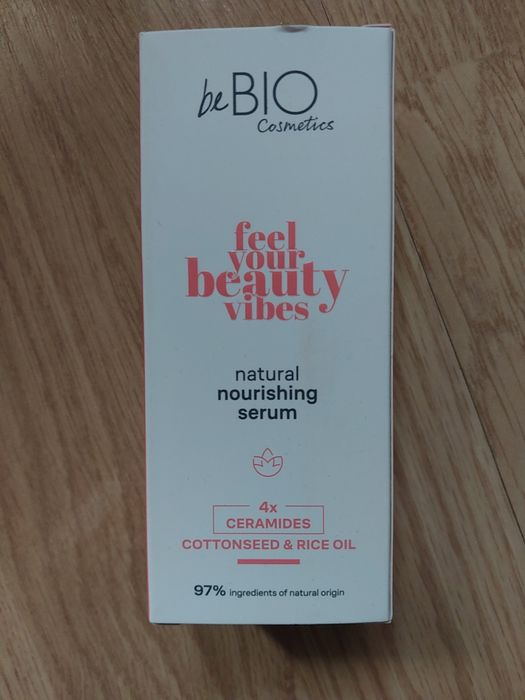 beBIO
Cosmetics
feel
your
beauty
vibes
natural
nourishing
serum
4x
CERAMIDES
COTTONSEED & RICE OIL
97% ingredients of natural origin